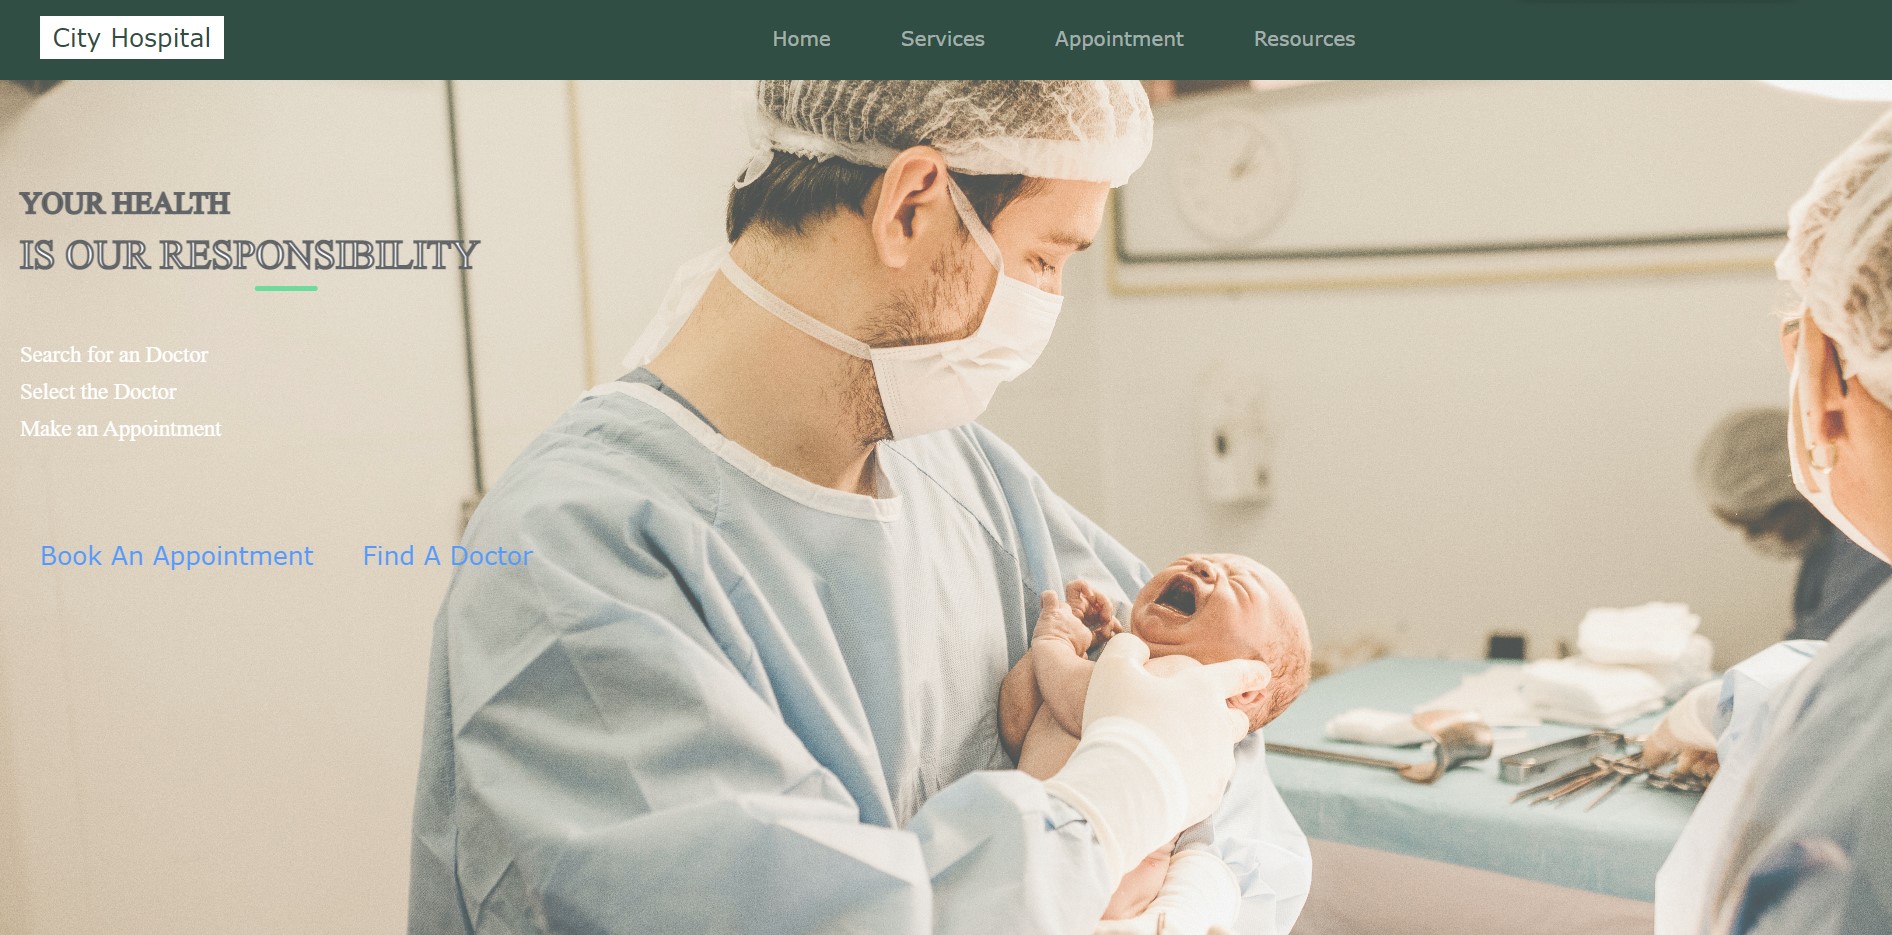 City Hospital
Home Services Appointment Resources
YOUR HEALTH
IS OUR RESPONSIBILITY
Search for an Doctor
Select the Doctor
Make an Appointment
Book An Appointment Find A Doctor